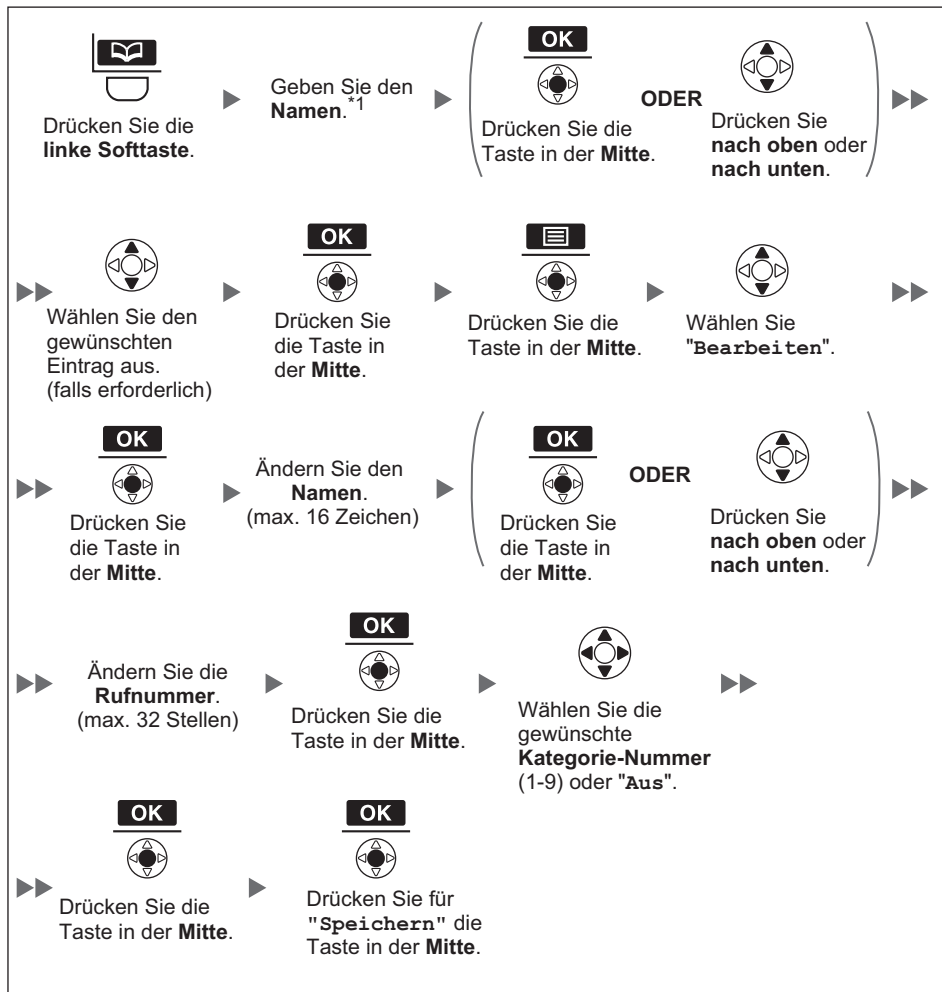 Drücken Sie die
linke Softtaste.
Geben Sie den
Namen.*1
OK
Drücken Sie die
Taste in der Mitte.
ODER
Drücken Sie
nach oben oder
nach unten.
Wählen Sie den
gewünschten
Eintrag aus.
(falls erforderlich)
OK
Drücken Sie
die Taste in
der Mitte.
Drücken Sie die
Taste in der Mitte.
Wählen Sie
"Bearbeiten".
OK
Drücken Sie
die Taste in
der Mitte.
Ändern Sie den
Namen.
(max. 16 Zeichen)
OK
Drücken Sie
die Taste in
der Mitte.
ODER
Drücken Sie
nach oben oder
nach unten.
Ändern Sie die
Rufnummer.
(max. 32 Stellen)
OK
Drücken Sie die
Taste in der Mitte.
Wählen Sie die
gewünschte
Kategorie-Nummer
(1-9) oder "Aus".
OK
Drücken Sie die
Taste in der Mitte.
OK
Drücken Sie für
"Speichern" die
Taste in der Mitte.